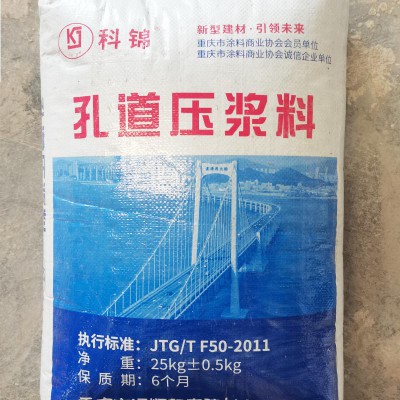 KJ 科锦
新型建材·引领未来
重庆市涂料商业协会会员单位
重庆市涂料商业协会诚信企业单位
孔道压浆料
执行标准：JTG/T F50-2011
净 重：25kg±0.5kg
保 质 期：6个月